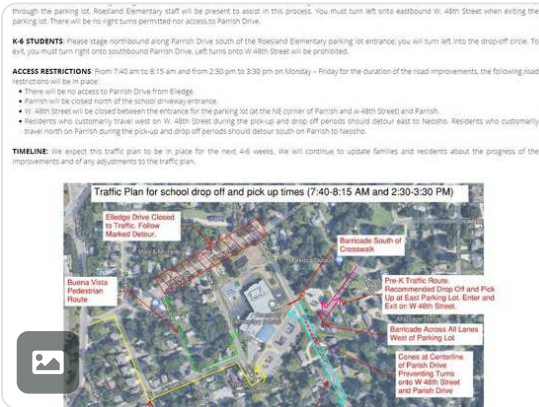 through the parking lot. Roesland Elementary staff will be present to assist in this process. You must turn left onto eastbound W. 48th Street when exiting the
parking lot. There will be no right turns permitted nor access to Parrish Drive.
K-6 STUDENTS: Please stage northbound along Parrish Drive south of the Roesland Elementary parking lot entrance; you will turn left into the drop-off circle. To
exit, you must turn right onto southbound Parrish Drive. Left turns onto W 48th Street will be prohibited.
ACCESS RESTRICTIONS: From 7:40 am to 8:15 am and from 2:30 pm to 3:30 pm on Monday – Friday for the duration of the road improvements, the following road
restrictions will be in place:
• There will be no access to Parrish Drive from Elledge.
• Parrish will be closed north of the school driveway entrance.
• W. 48th Street will be closed between the entrance for the parking lot (at the NE corner of Parrish and w-48th Street) and Parrish.
• Residents who customarily travel west on W. 48th Street during the pick-up and drop off periods should detour east to Neosho. Residents who customarily
travel north on Parrish during the pick-up and drop off periods should detour south on Parrish to Neosho.
TIMELINE: We expect this traffic plan to be in place for the next 4-6 weeks. We will continue to update families and residents about the progress of the
improvements and of any adjustments to the traffic plan.
Traffic Plan for school drop off and pick up times (7:40-8:15 AM and 2:30-3:30 PM)
Elledge Drive Closed
to Traffic. Follow
Marked Detour.
Barricade South of
Crosswalk
Buena Vista
Pedestrian
Route
Pre-K Traffic Route.
Recommended Drop Off and Pick
Up at East Parking Lot. Enter and
Exit on W 48th Street.
Barricade Across All Lanes
West of Parking Lot
Cones at Centerline
of Parish Drive
Preventing Turns
onto W 48th Street
and Parish Drive